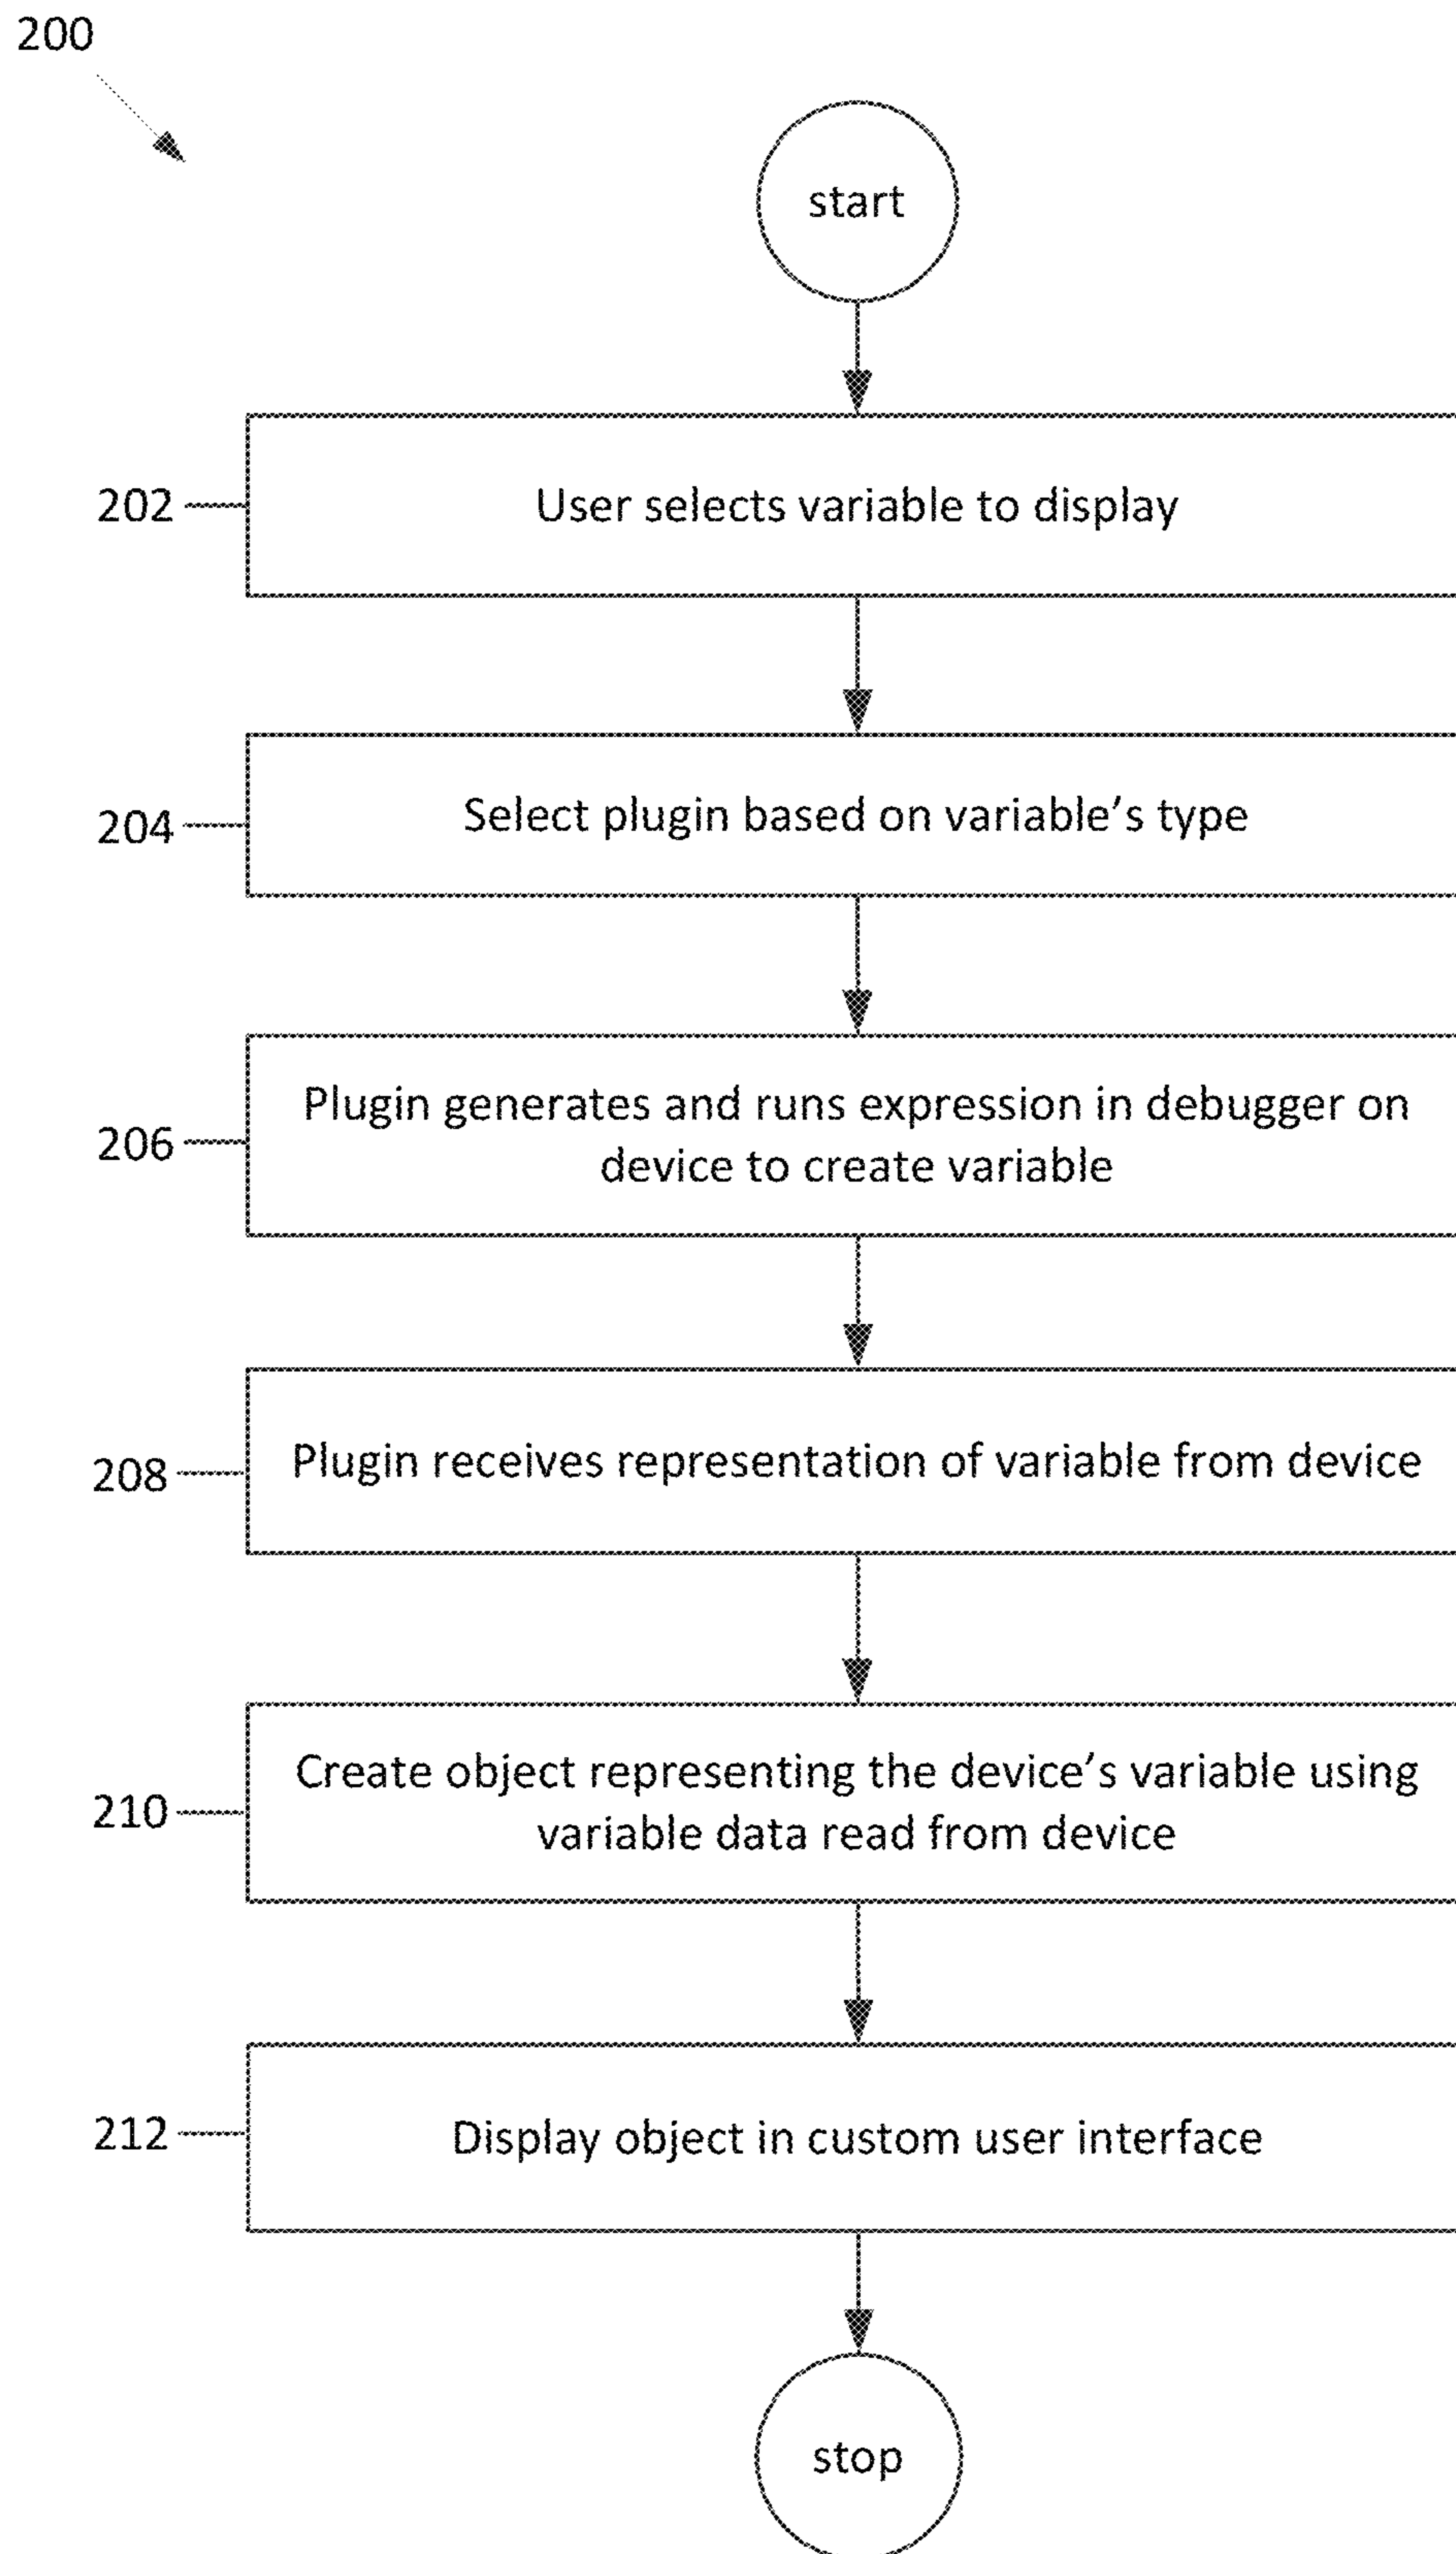 200
start
202
User selects variable to display
204
Select plugin based on variable's type
206
Plugin generates and runs expression in debugger on
device to create variable
208
Plugin receives representation of variable from device
210
Create object representing the device's variable using
variable data read from device
212
Display object in custom user interface
stop